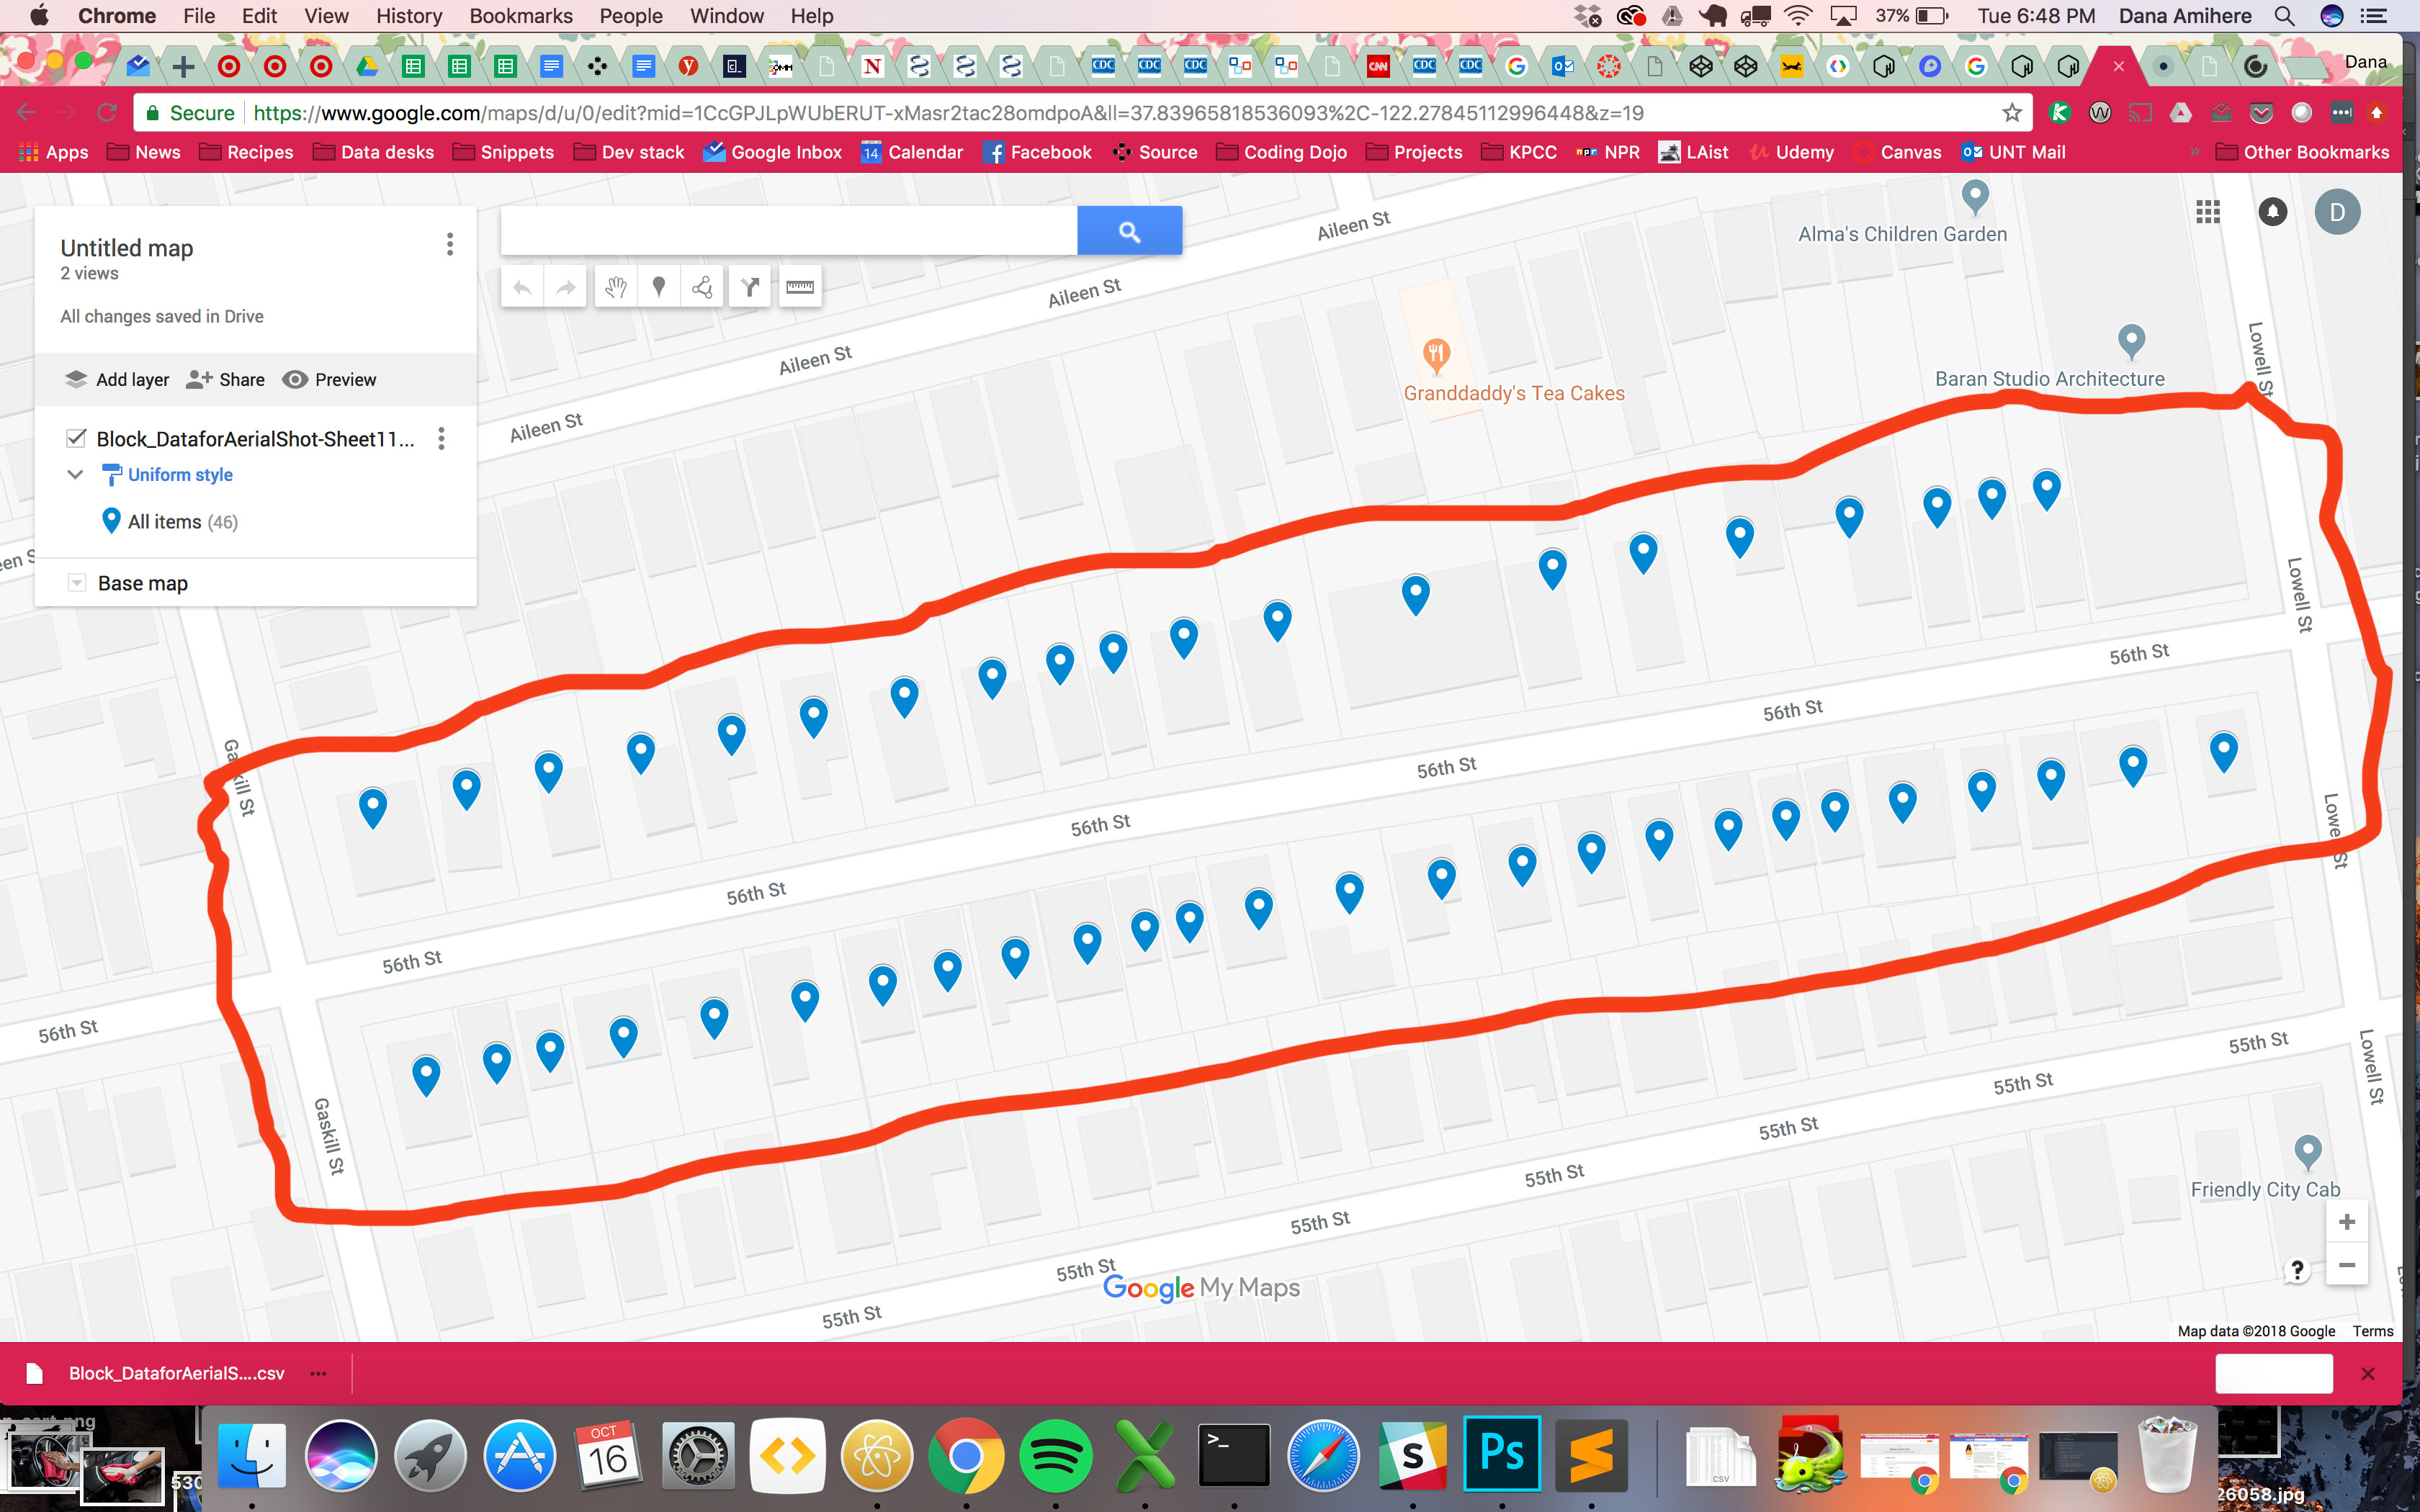 Chrome File Edit View History Bookmarks People Window Help 37% Tue 6:48 PM Dana Amihere
Dana
Secure https://www.google.com/maps/d/u/0/edit?mid=1CcGPJLpWUbERUT-xMasr2tac28omdpoA&ll=37.83965818536093%2C-122.27845112996448&z=19
Apps News Recipes Data desks Snippets Dev stack Google Inbox 14 Calendar Facebook Source Coding Dojo Projects KPCC NPR LAist Udemy Canvas UNT Mail » Other Bookmarks
Untitled map
2 views
All changes saved in Drive
Add layer Share Preview
Block_DataforAerialShot-Sheet11...
Uniform style
All items (46)
Base map
D
Alma's Children Garden
Aileen St
Aileen St
Aileen St
Aileen St
Baran Studio Architecture
Granddaddy's Tea Cakes
Lowell St
Lowell St
56th St
56th St
56th St
56th St
56th St
56th St
56th St
Gaskill St
Gaskill St
Lowell St
Lowell St
55th St
55th St
55th St
55th St
55th St
55th St
55th St
Friendly City Cab
Google My Maps
Map data ©2018 Google Terms
Block_DataforAerialS....csv
OCT
16
S
Ps
CSV
530
26058.jpg